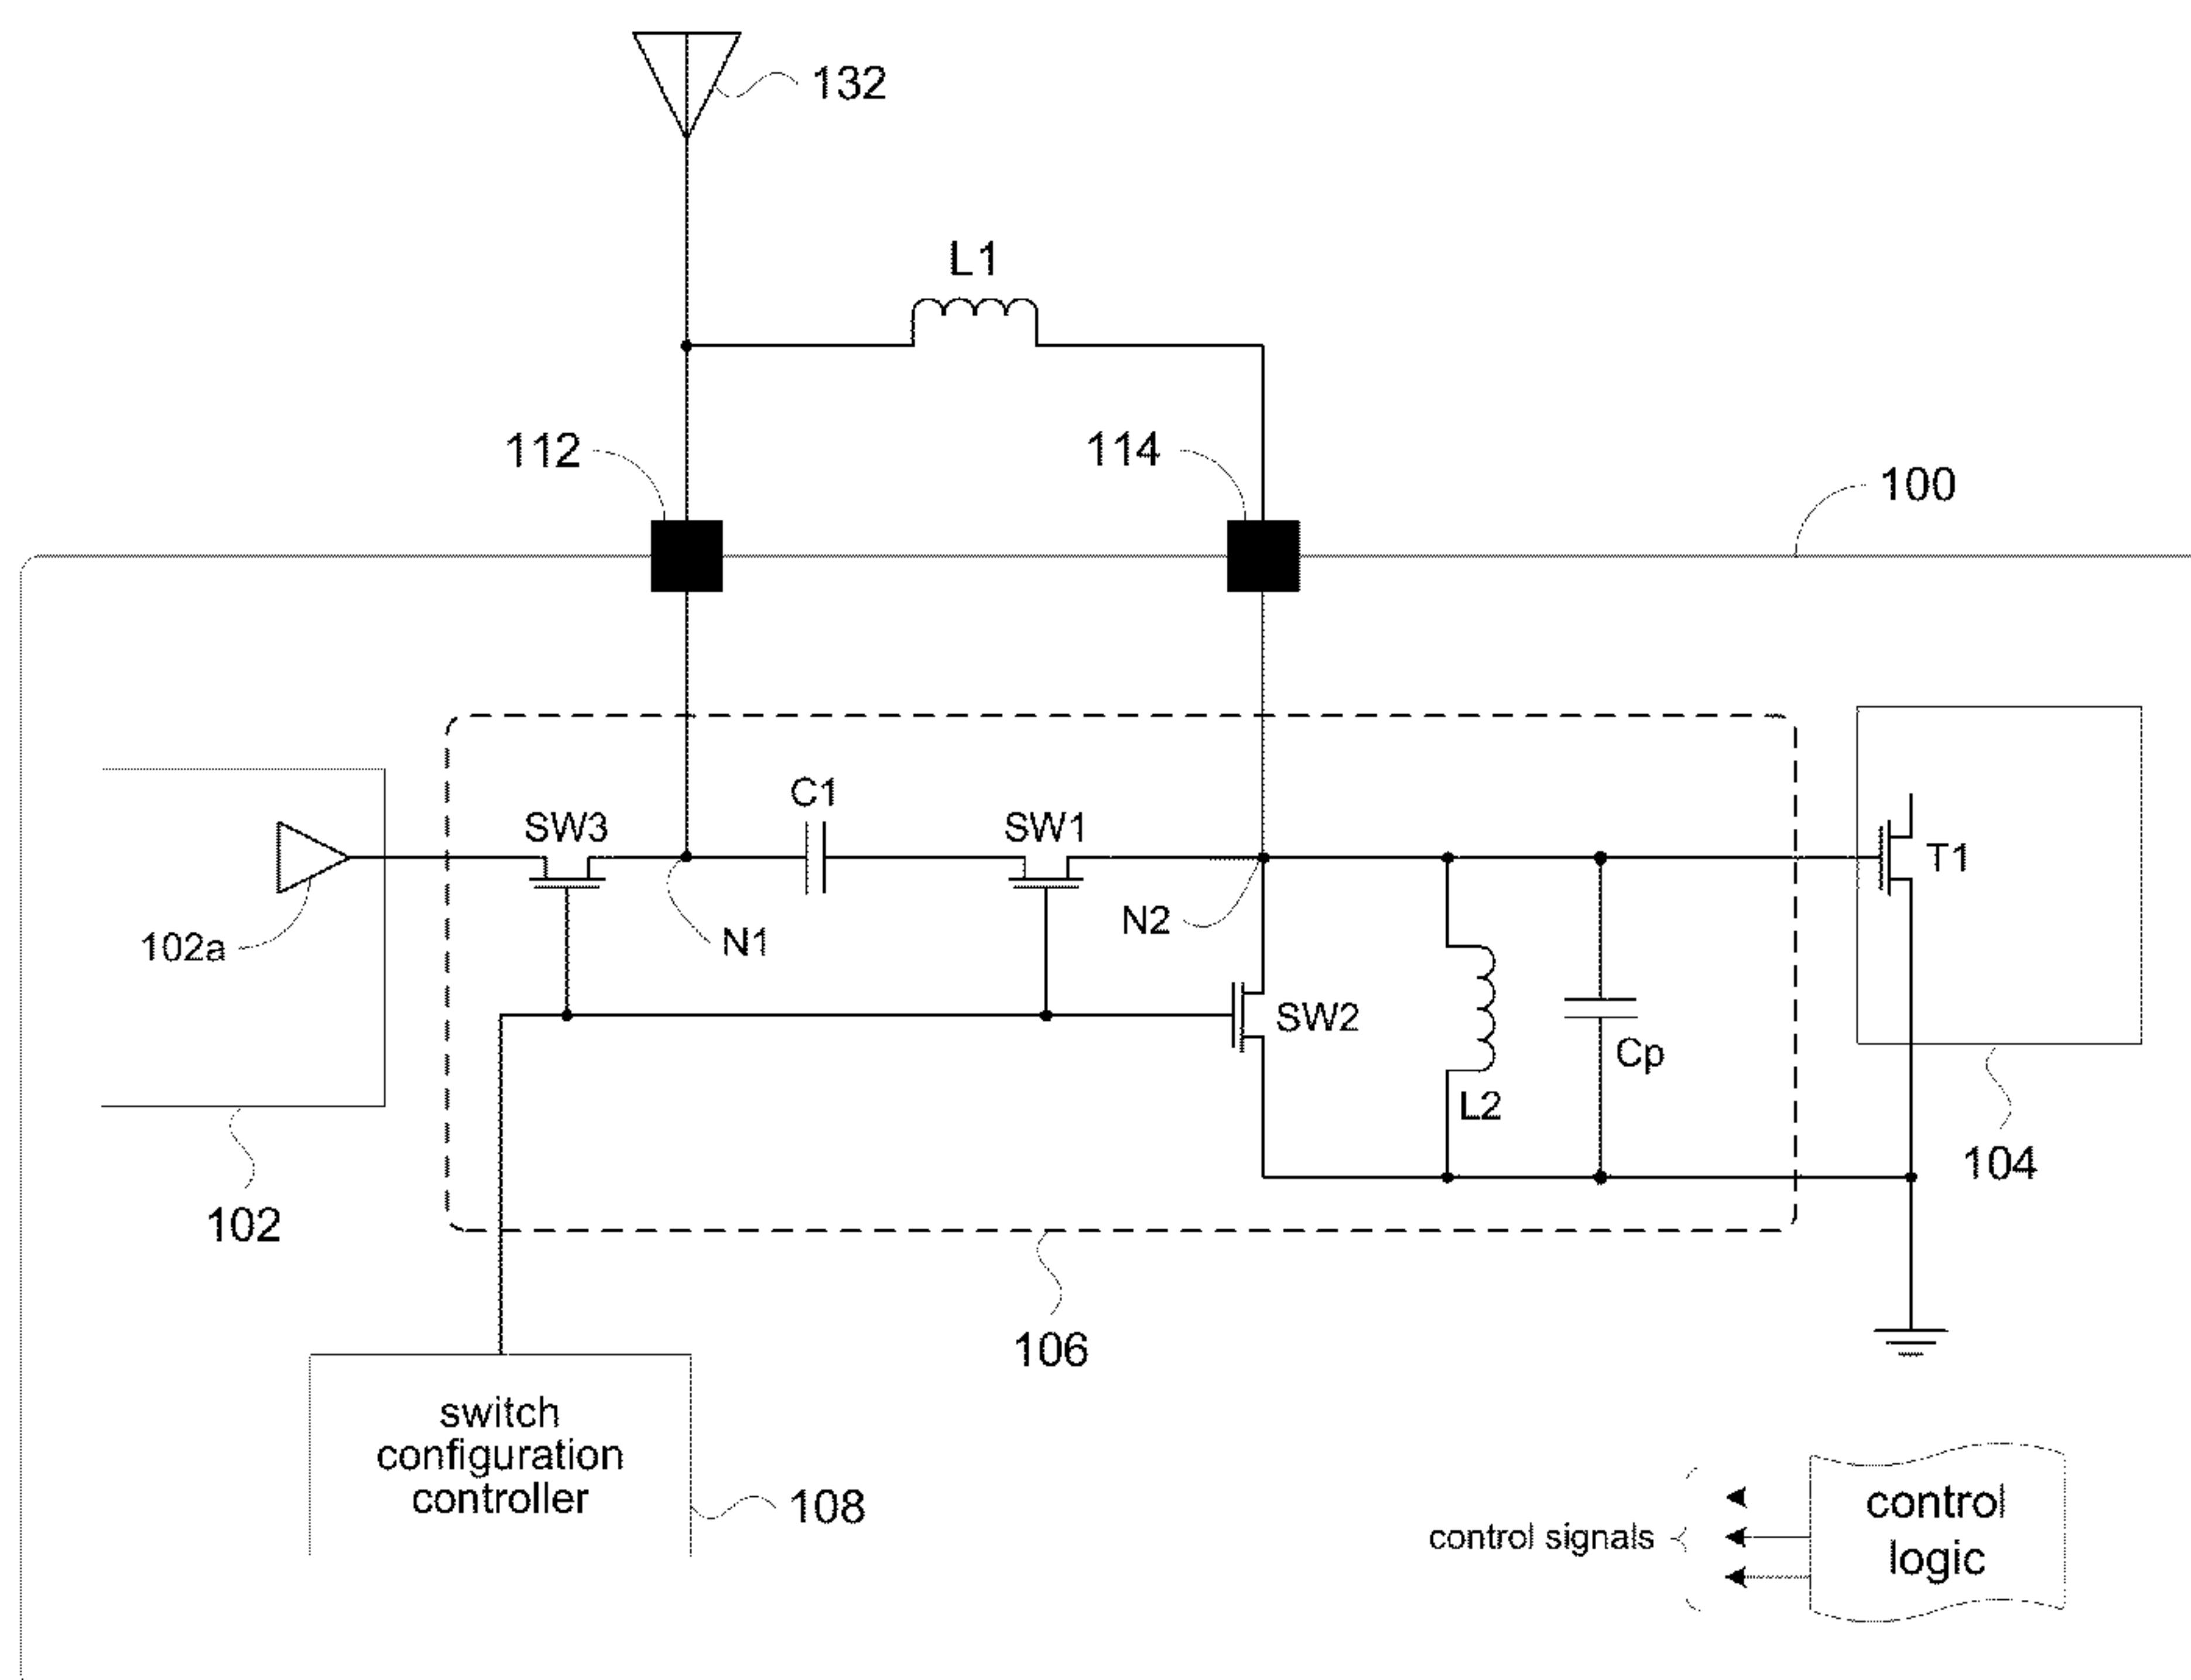 132
L1
112
114
100
C1
SW3
SW1
T1
102a
N1
N2
SW2
Cp
L2
102
104
106
switch
configuration
controller
108
control signals
control
logic